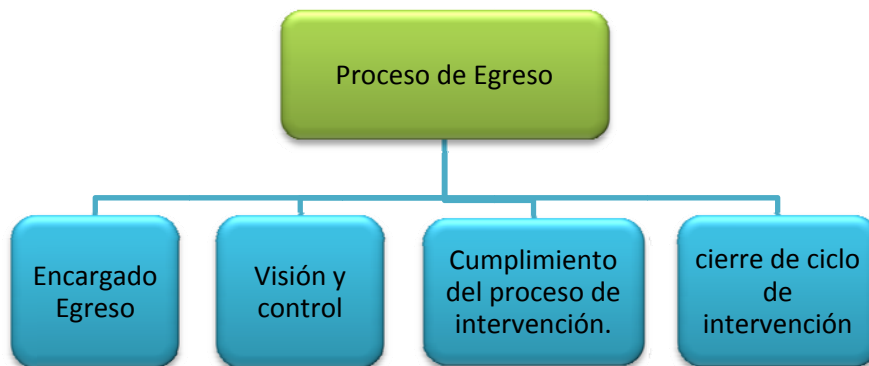 Proceso de Egreso
Encargado
Egreso
Visión y
control
Cumplimiento
del proceso de
intervención.
cierre de ciclo
de
intervención